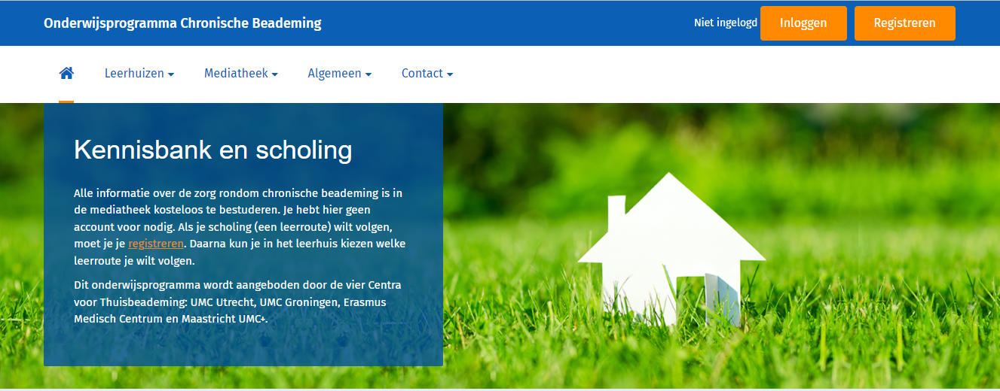 Onderwijsprogramma Chronische Beademing
Niet ingelogd
Inloggen
Registreren
Leerhuizen
Mediatheek
Algemeen
Contact
Kennisbank en scholing
Alle informatie over de zorg rondom chronische beademing is in
de mediatheek kosteloos te bestuderen. Je hebt hier geen
account voor nodig. Als je scholing (een leerroute) wilt volgen,
moet je je registreren. Daarna kun je in het leerhuis kiezen welke
leerroute je wilt volgen.
Dit onderwijsprogramma wordt aangeboden door de vier Centra
voor Thuisbeademing: UMC Utrecht, UMC Groningen, Erasmus
Medisch Centrum en Maastricht UMC+.